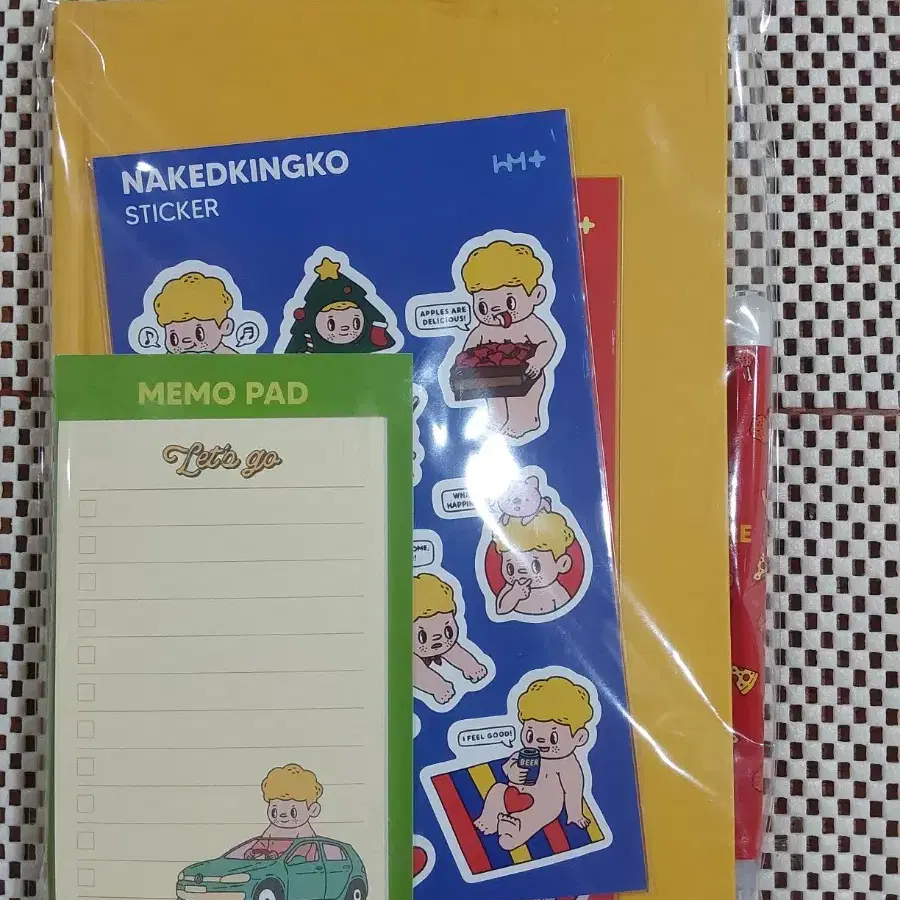 NAKEDKINGKO
STICKER
APPLES ARE
DELICIOUS!
MEMO PAD
Let's go
I FEEL GOOD!
BEER
E